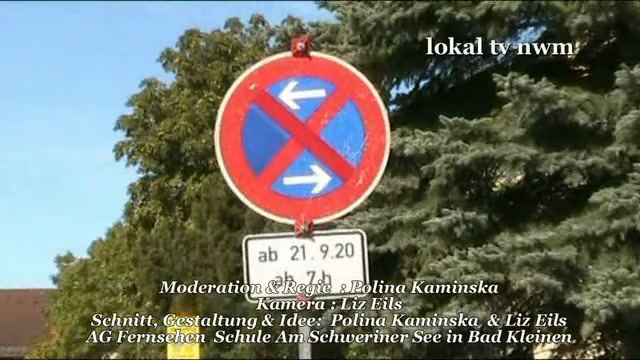 lokal tv nwm
ab 21.9.20
ab 7 h
Moderation & Regie : Polina Kaminska
Kamera : Liz Eils
Schnitt, Gestaltung & Idee: Polina Kaminska & Liz Eils
AG Fernsehen Schule Am Schweriner See in Bad Kleinen